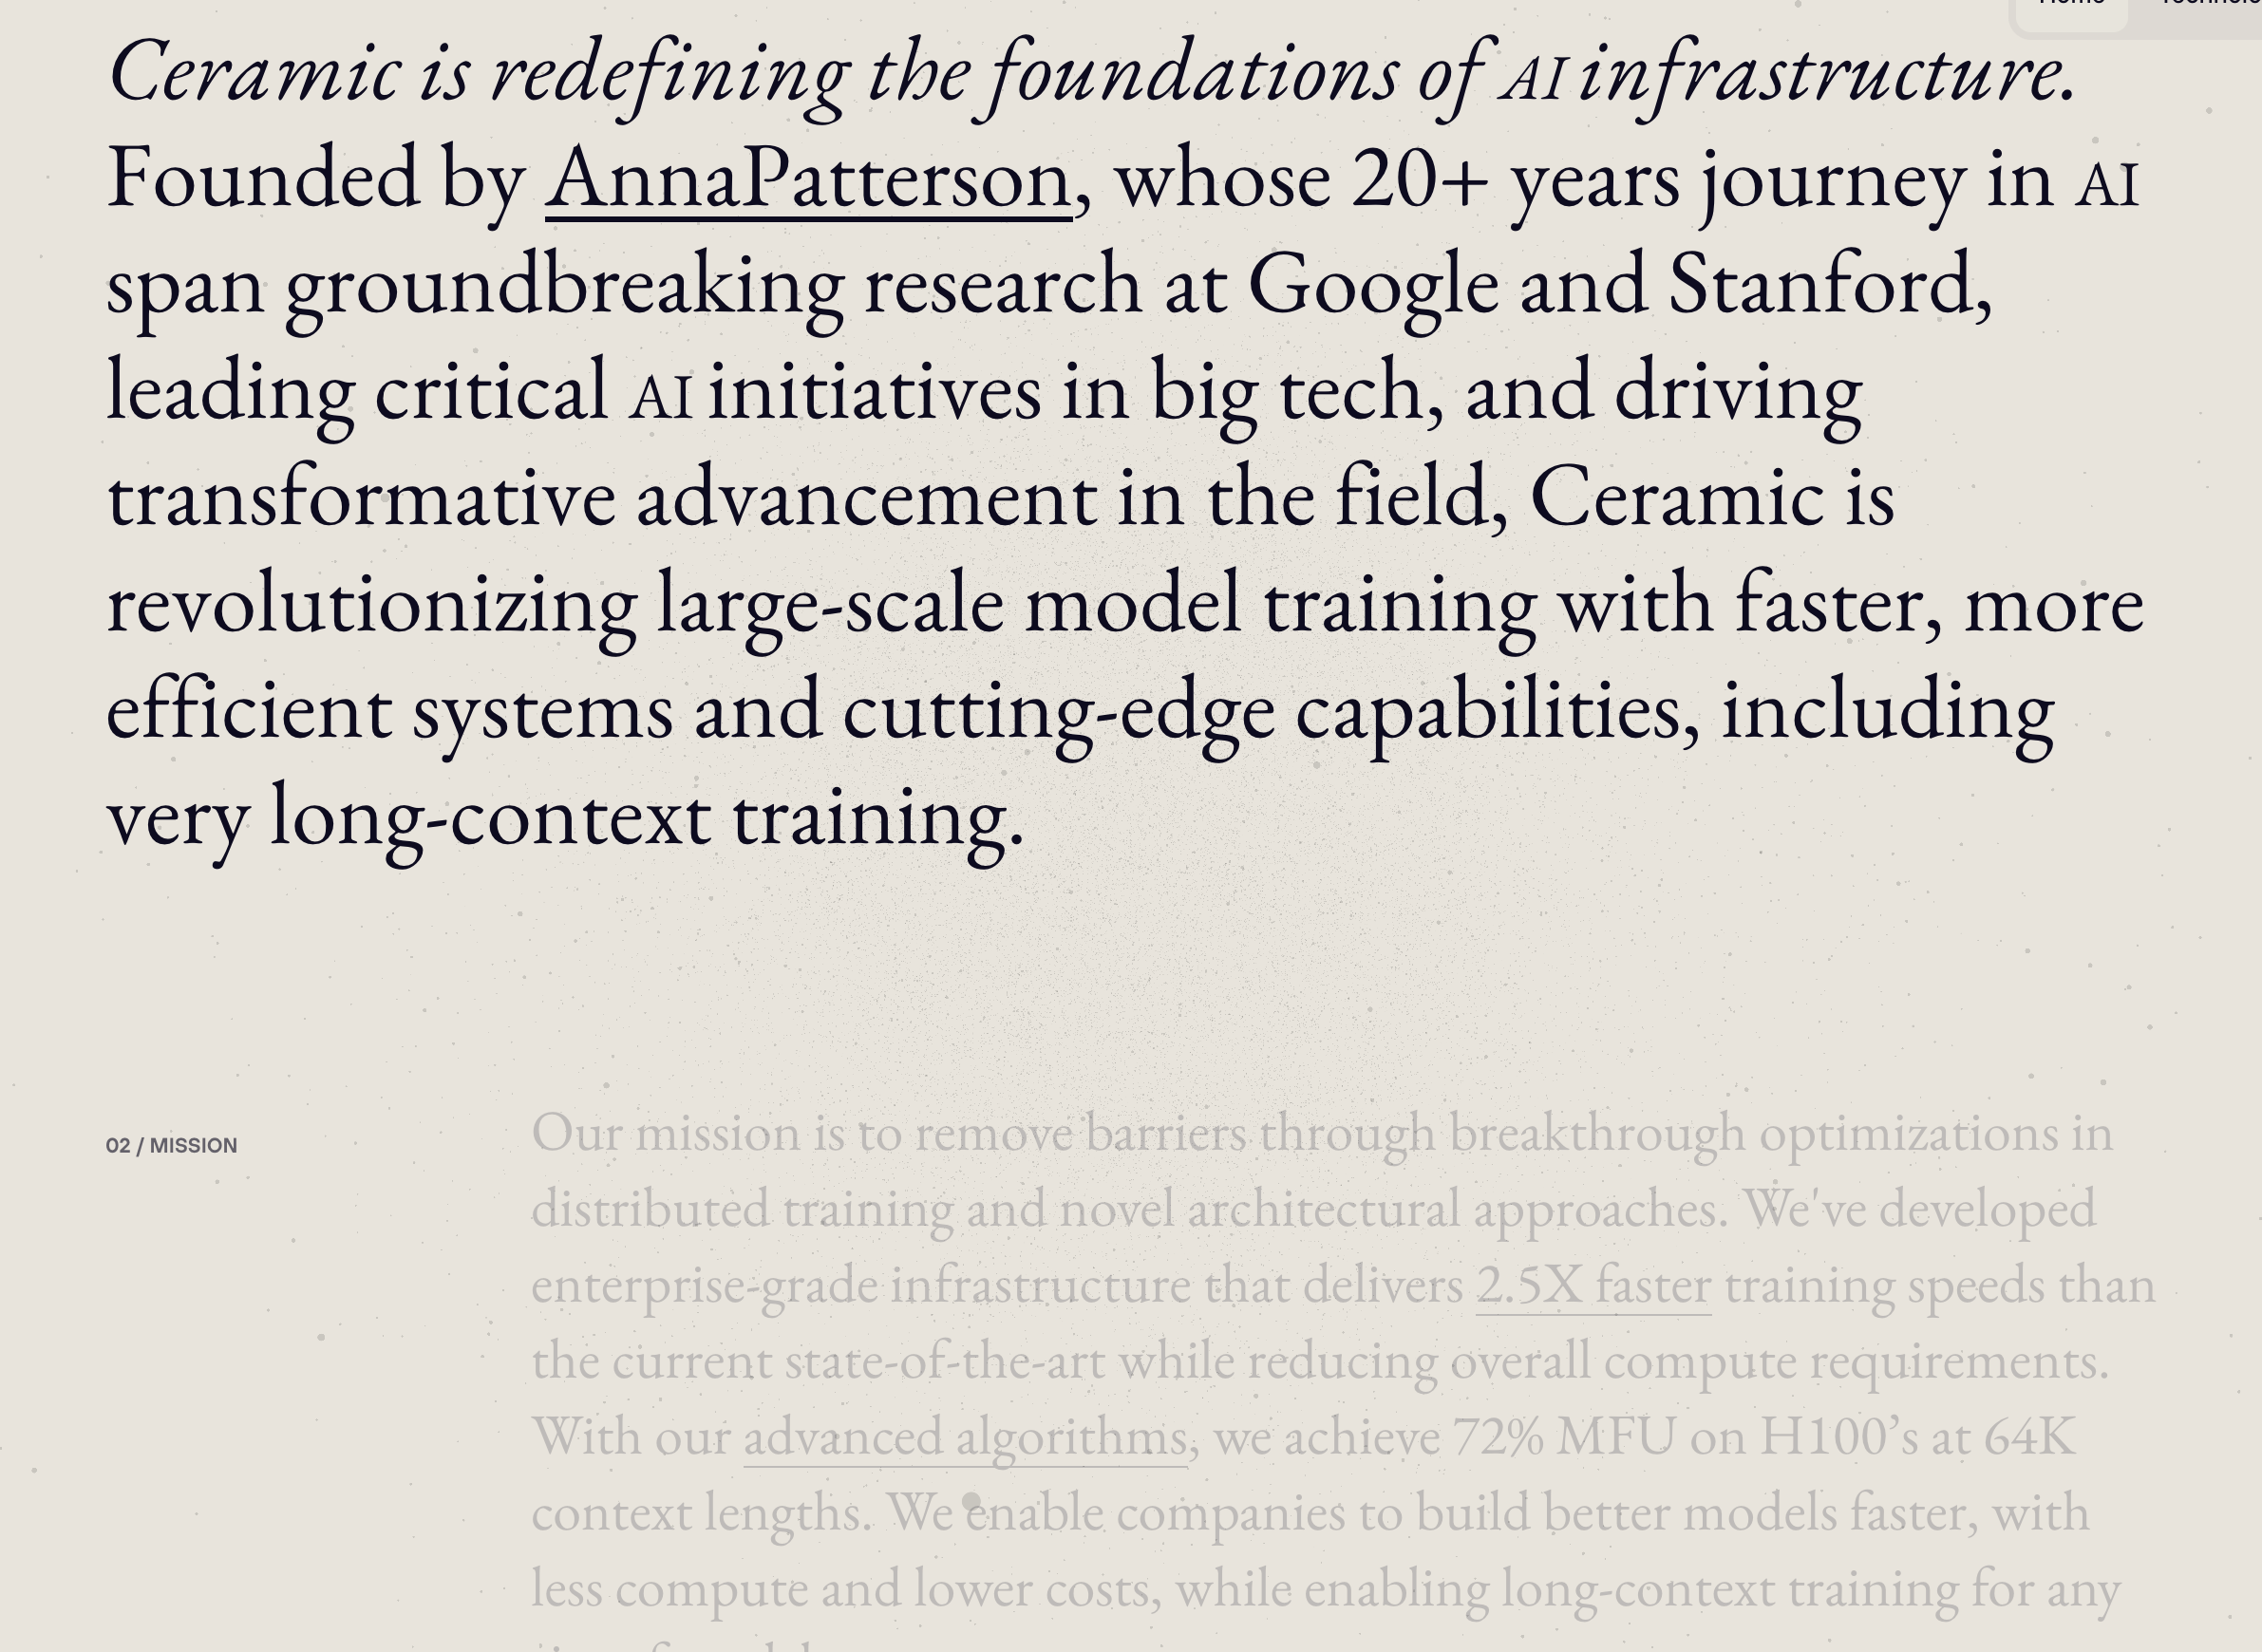 Ceramic is redefining the foundations of AI infrastructure.
Founded by AnnaPatterson, whose 20+ years journey in AI
span groundbreaking research at Google and Stanford,
leading critical AI initiatives in big tech, and driving
transformative advancement in the field, Ceramic is
revolutionizing large-scale model training with faster, more
efficient systems and cutting-edge capabilities, including
very long-context training.
02 / MISSION
Our mission is to remove barriers through breakthrough optimizations in
distributed training and novel architectural approaches. We've developed
enterprise-grade infrastructure that delivers 2.5X faster training speeds than
the current state-of-the-art while reducing overall compute requirements.
With our advanced algorithms, we achieve 72% MFU on H100’s at 64K
context lengths. We enable companies to build better models faster, with
less compute and lower costs, while enabling long-context training for any